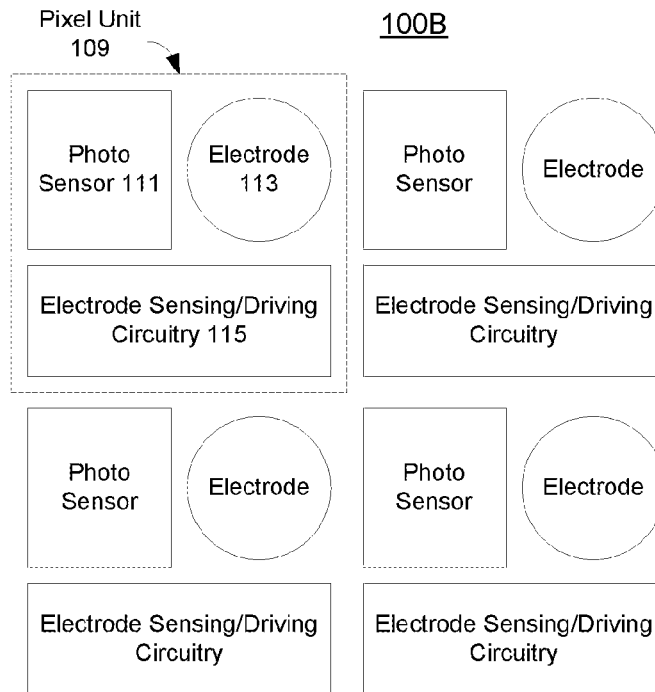 Pixel Unit
109
100B
Photo
Sensor 111
Electrode
113
Photo
Sensor
Electrode
Electrode Sensing/Driving
Circuitry 115
Electrode Sensing/Driving
Circuitry
Photo
Sensor
Electrode
Photo
Sensor
Electrode
Electrode Sensing/Driving
Circuitry
Electrode Sensing/Driving
Circuitry